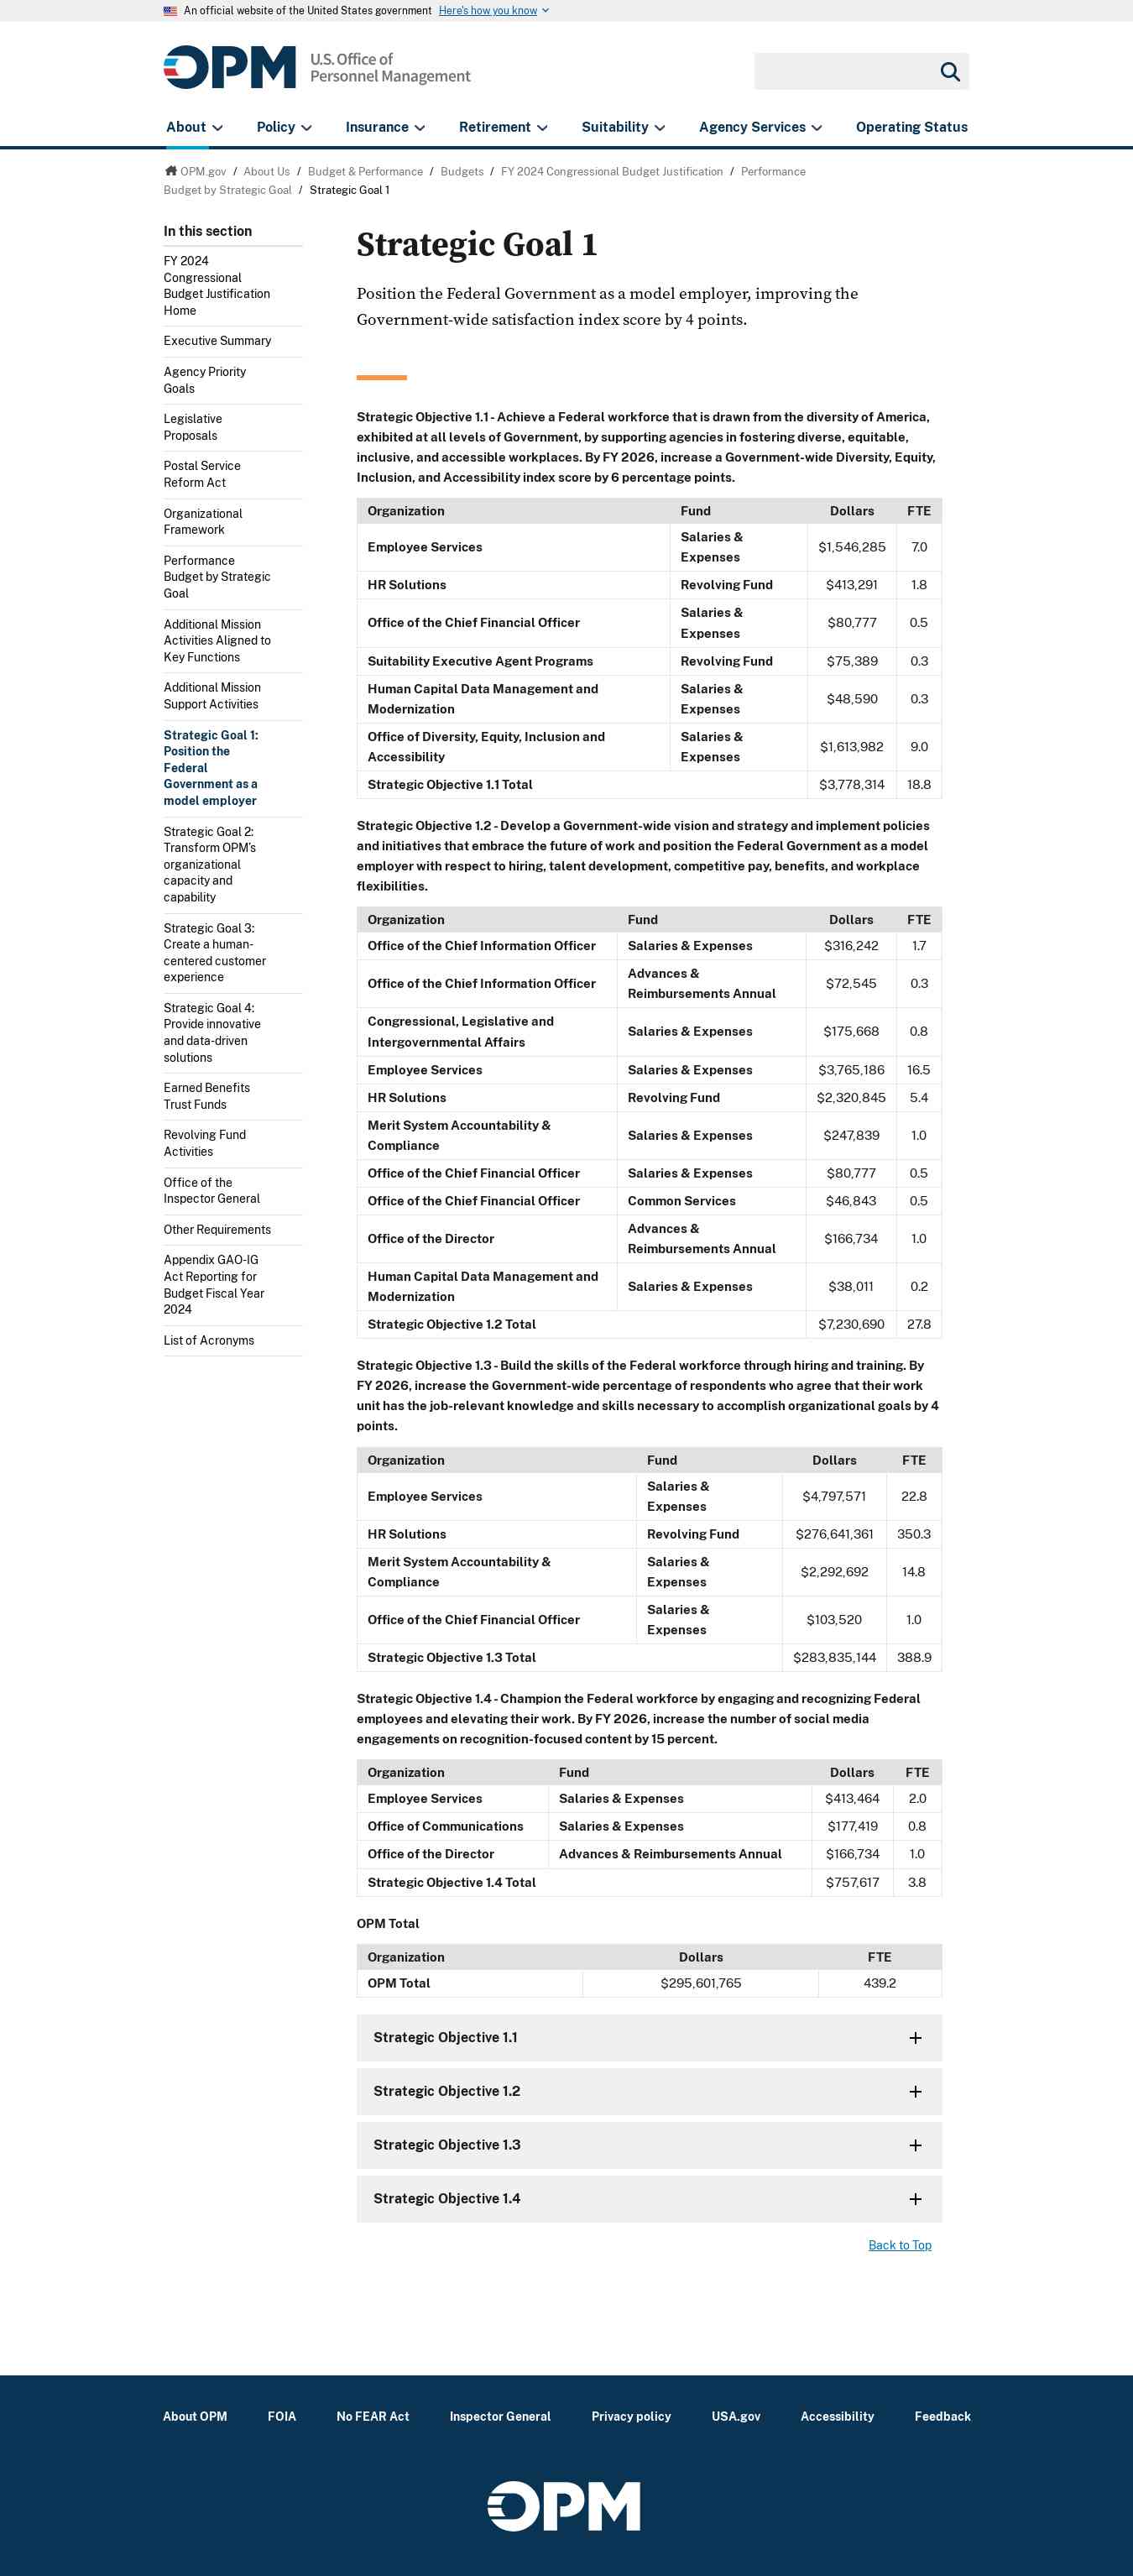 An official website of the United States government Here's how you know
OPM U.S. Office of
Personnel Management
About Policy Insurance Retirement Suitability Agency Services Operating Status
OPM.gov / About Us / Budget & Performance / Budgets / FY 2024 Congressional Budget Justification / Performance
Budget by Strategic Goal / Strategic Goal 1
In this section
FY 2024
Congressional
Budget Justification
Home
Executive Summary
Agency Priority
Goals
Legislative
Proposals
Postal Service
Reform Act
Organizational
Framework
Performance
Budget by Strategic
Goal
Additional Mission
Activities Aligned to
Key Functions
Additional Mission
Support Activities
Strategic Goal 1:
Position the
Federal
Government as a
model employer
Strategic Goal 2:
Transform OPM's
organizational
capacity and
capability
Strategic Goal 3:
Create a human-
centered customer
experience
Strategic Goal 4:
Provide innovative
and data-driven
solutions
Earned Benefits
Trust Funds
Revolving Fund
Activities
Office of the
Inspector General
Other Requirements
Appendix GAO-IG
Act Reporting for
Budget Fiscal Year
2024
List of Acronyms
Strategic Goal 1
Position the Federal Government as a model employer, improving the
Government-wide satisfaction index score by 4 points.
Strategic Objective 1.1 - Achieve a Federal workforce that is drawn from the diversity of America,
exhibited at all levels of Government, by supporting agencies in fostering diverse, equitable,
inclusive, and accessible workplaces. By FY 2026, increase a Government-wide Diversity, Equity,
Inclusion, and Accessibility index score by 6 percentage points.
Organization Fund Dollars FTE
Employee Services Salaries & Expenses $1,546,285 7.0
HR Solutions Revolving Fund $413,291 1.8
Office of the Chief Financial Officer Salaries & Expenses $80,777 0.5
Suitability Executive Agent Programs Revolving Fund $75,389 0.3
Human Capital Data Management and Modernization Salaries & Expenses $48,590 0.3
Office of Diversity, Equity, Inclusion and Accessibility Salaries & Expenses $1,613,982 9.0
Strategic Objective 1.1 Total $3,778,314 18.8
Strategic Objective 1.2 - Develop a Government-wide vision and strategy and implement policies
and initiatives that embrace the future of work and position the Federal Government as a model
employer with respect to hiring, talent development, competitive pay, benefits, and workplace
flexibilities.
Organization Fund Dollars FTE
Office of the Chief Information Officer Salaries & Expenses $316,242 1.7
Office of the Chief Information Officer Advances & Reimbursements Annual $72,545 0.3
Congressional, Legislative and Intergovernmental Affairs Salaries & Expenses $175,668 0.8
Employee Services Salaries & Expenses $3,765,186 16.5
HR Solutions Revolving Fund $2,320,845 5.4
Merit System Accountability & Compliance Salaries & Expenses $247,839 1.0
Office of the Chief Financial Officer Salaries & Expenses $80,777 0.5
Office of the Chief Financial Officer Common Services $46,843 0.5
Office of the Director Advances & Reimbursements Annual $166,734 1.0
Human Capital Data Management and Modernization Salaries & Expenses $38,011 0.2
Strategic Objective 1.2 Total $7,230,690 27.8
Strategic Objective 1.3 - Build the skills of the Federal workforce through hiring and training. By
FY 2026, increase the Government-wide percentage of respondents who agree that their work
unit has the job-relevant knowledge and skills necessary to accomplish organizational goals by 4
points.
Organization Fund Dollars FTE
Employee Services Salaries & Expenses $4,797,571 22.8
HR Solutions Revolving Fund $276,641,361 350.3
Merit System Accountability & Compliance Salaries & Expenses $2,292,692 14.8
Office of the Chief Financial Officer Salaries & Expenses $103,520 1.0
Strategic Objective 1.3 Total $283,835,144 388.9
Strategic Objective 1.4 - Champion the Federal workforce by engaging and recognizing Federal
employees and elevating their work. By FY 2026, increase the number of social media
engagements on recognition-focused content by 15 percent.
Organization Fund Dollars FTE
Employee Services Salaries & Expenses $413,464 2.0
Office of Communications Salaries & Expenses $177,419 0.8
Office of the Director Advances & Reimbursements Annual $166,734 1.0
Strategic Objective 1.4 Total $757,617 3.8
OPM Total
Organization Dollars FTE
OPM Total $295,601,765 439.2
Strategic Objective 1.1
Strategic Objective 1.2
Strategic Objective 1.3
Strategic Objective 1.4
Back to Top
About OPM FOIA No FEAR Act Inspector General Privacy policy USA.gov Accessibility Feedback
OPM